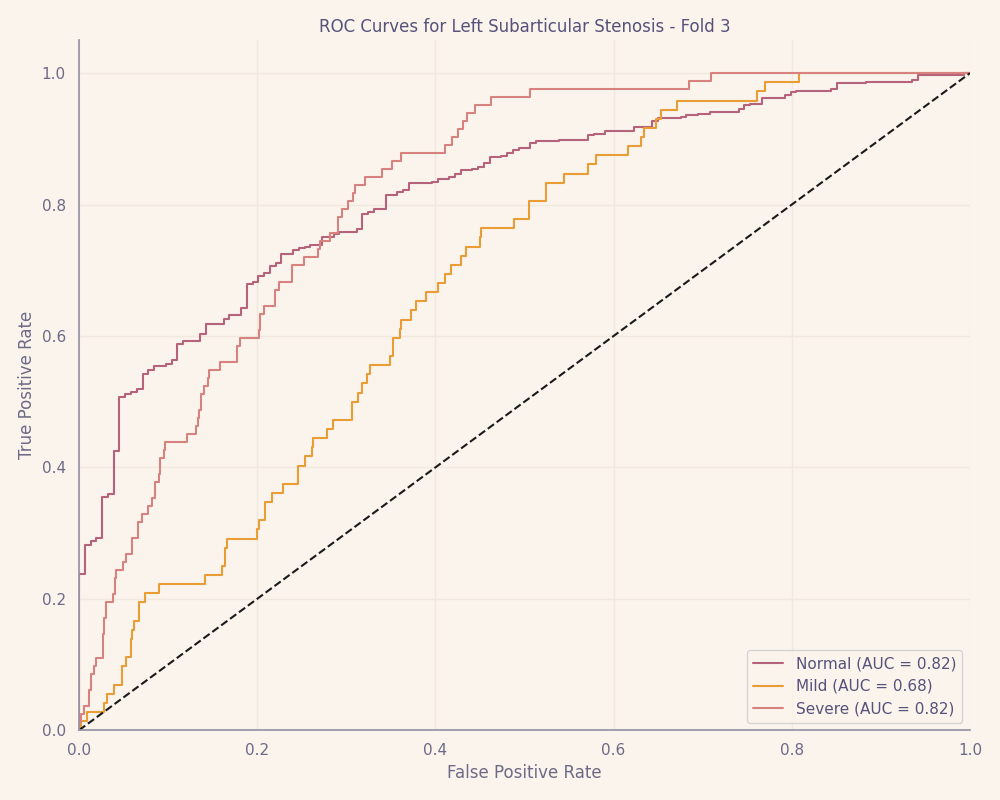 ROC Curves for Left Subarticular Stenosis - Fold 3
True Positive Rate
1.0
0.8
0.6
0.4
0.2
0.0
0.0 0.2 0.4 0.6 0.8 1.0
False Positive Rate
Normal (AUC = 0.82)
Mild (AUC = 0.68)
Severe (AUC = 0.82)